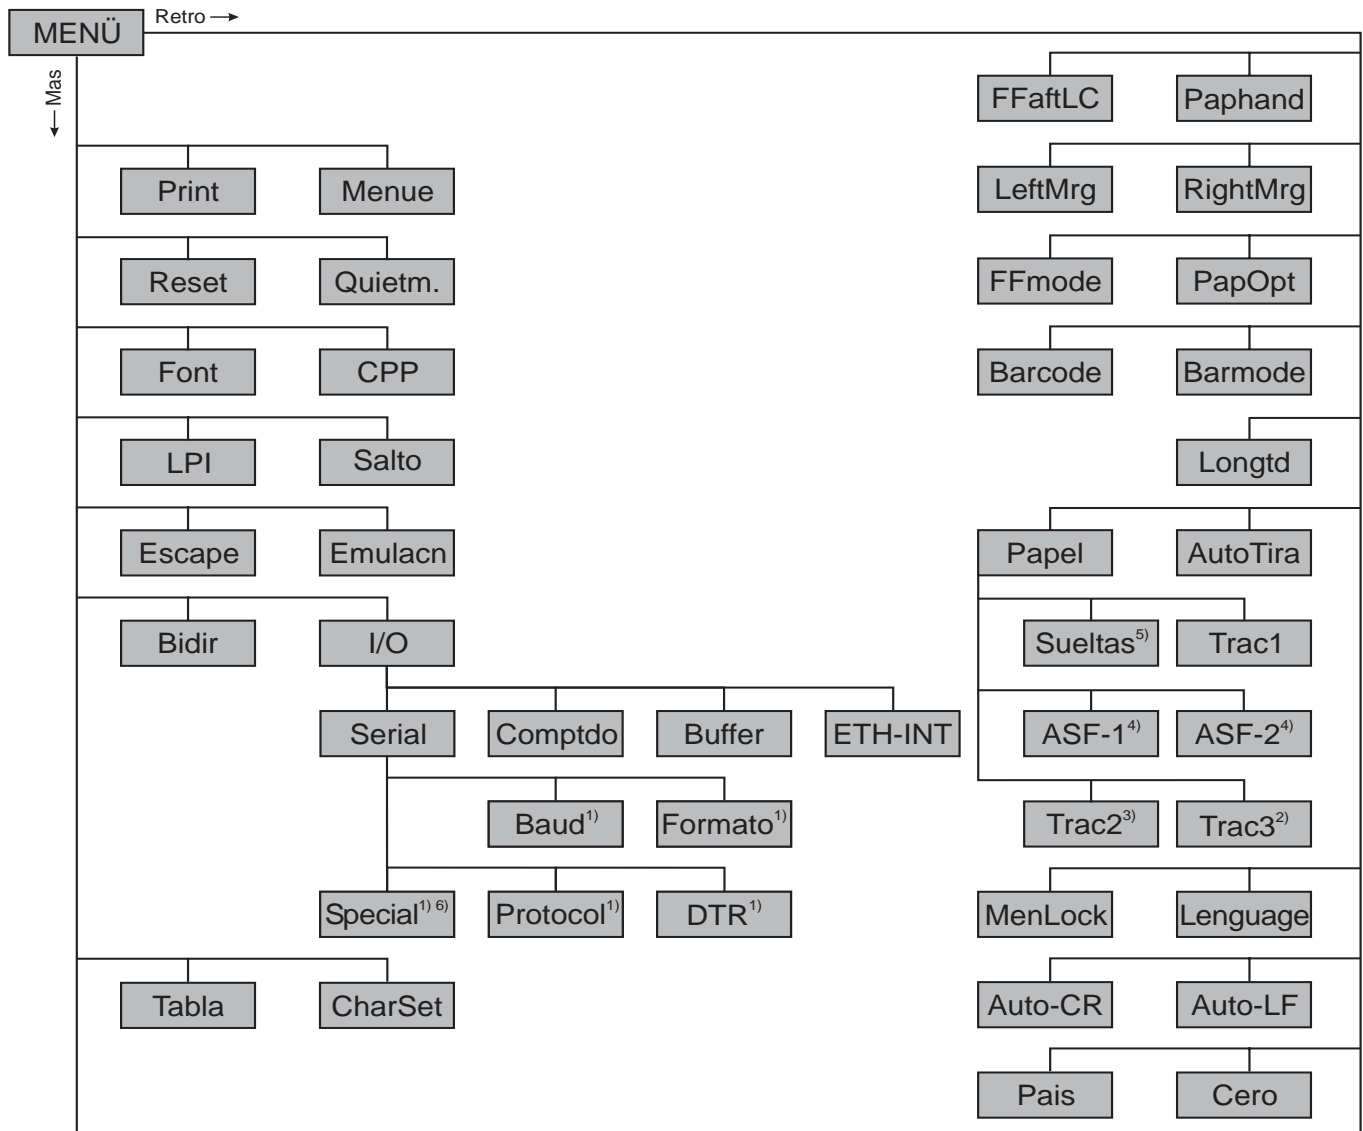 MENÜ
Retro →
← Mas
FFaftLC Paphand
Print Menue
LeftMrg RightMrg
Reset Quietm.
FFmode PapOpt
Font CPP
Barcode Barmode
LPI Salto
Longtd
Escape Emulacn
Papel AutoTira
Bidir I/O
Sueltas5) Trac1
Serial Comptdo Buffer ETH-INT
ASF-14) ASF-24)
Baud1) Formato1)
Trac23) Trac32)
Special1) 6) Protocol1) DTR1)
MenLock Lenguage
Tabla CharSet
Auto-CR Auto-LF
Pais Cero